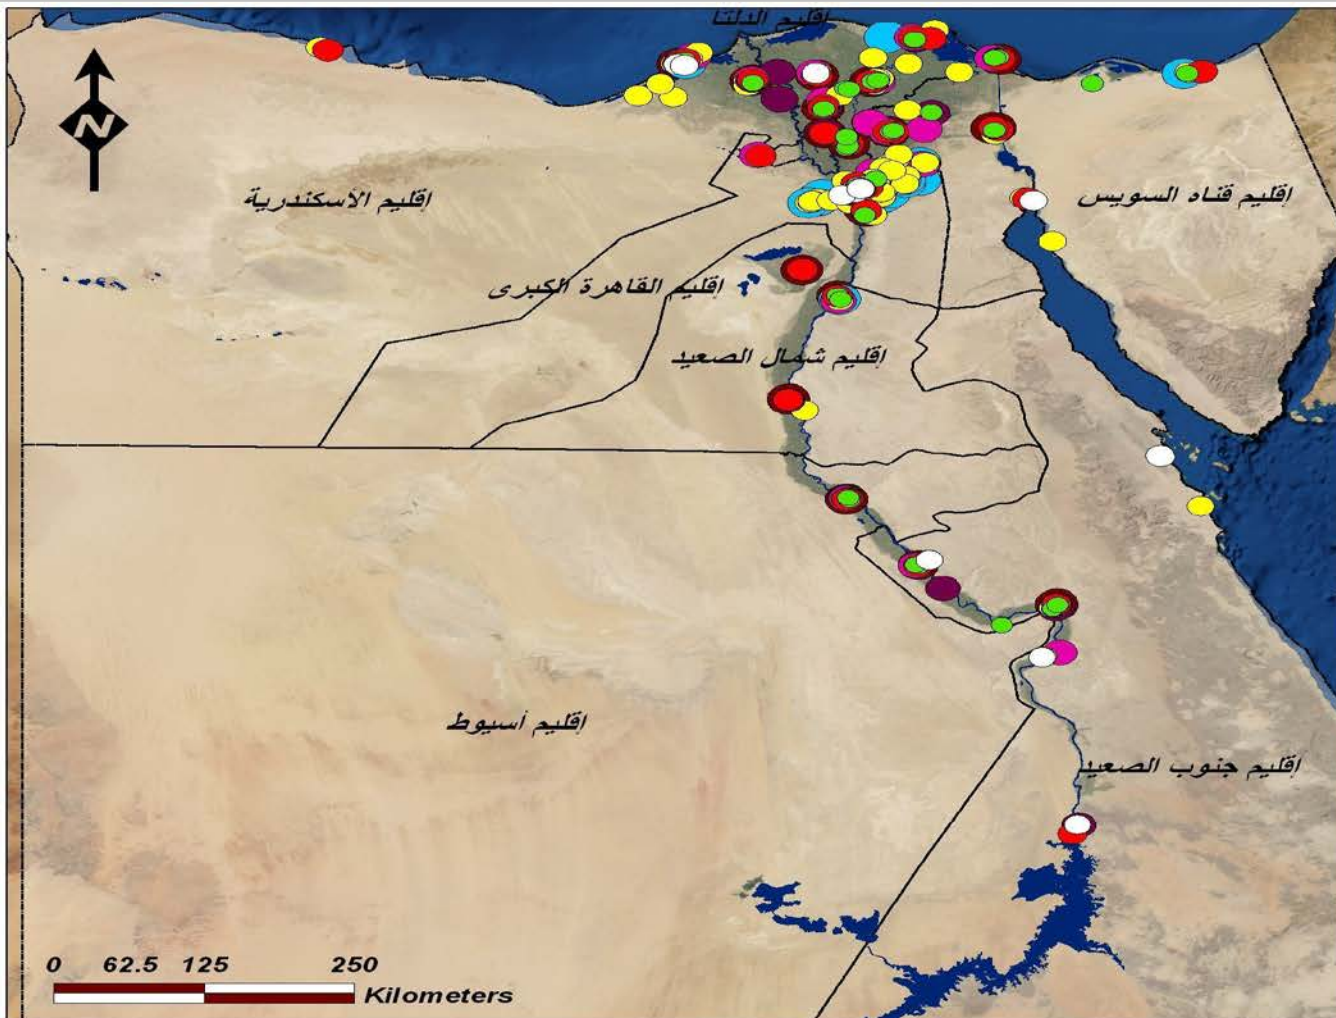 إقليم الدلتا
N
إقليم الأسكندرية
إقليم قناه السويس
إقليم القاهرة الكبرى
إقليم شمال الصعيد
إقليم أسيوط
إقليم جنوب الصعيد
0 62.5 125 250
Kilometers